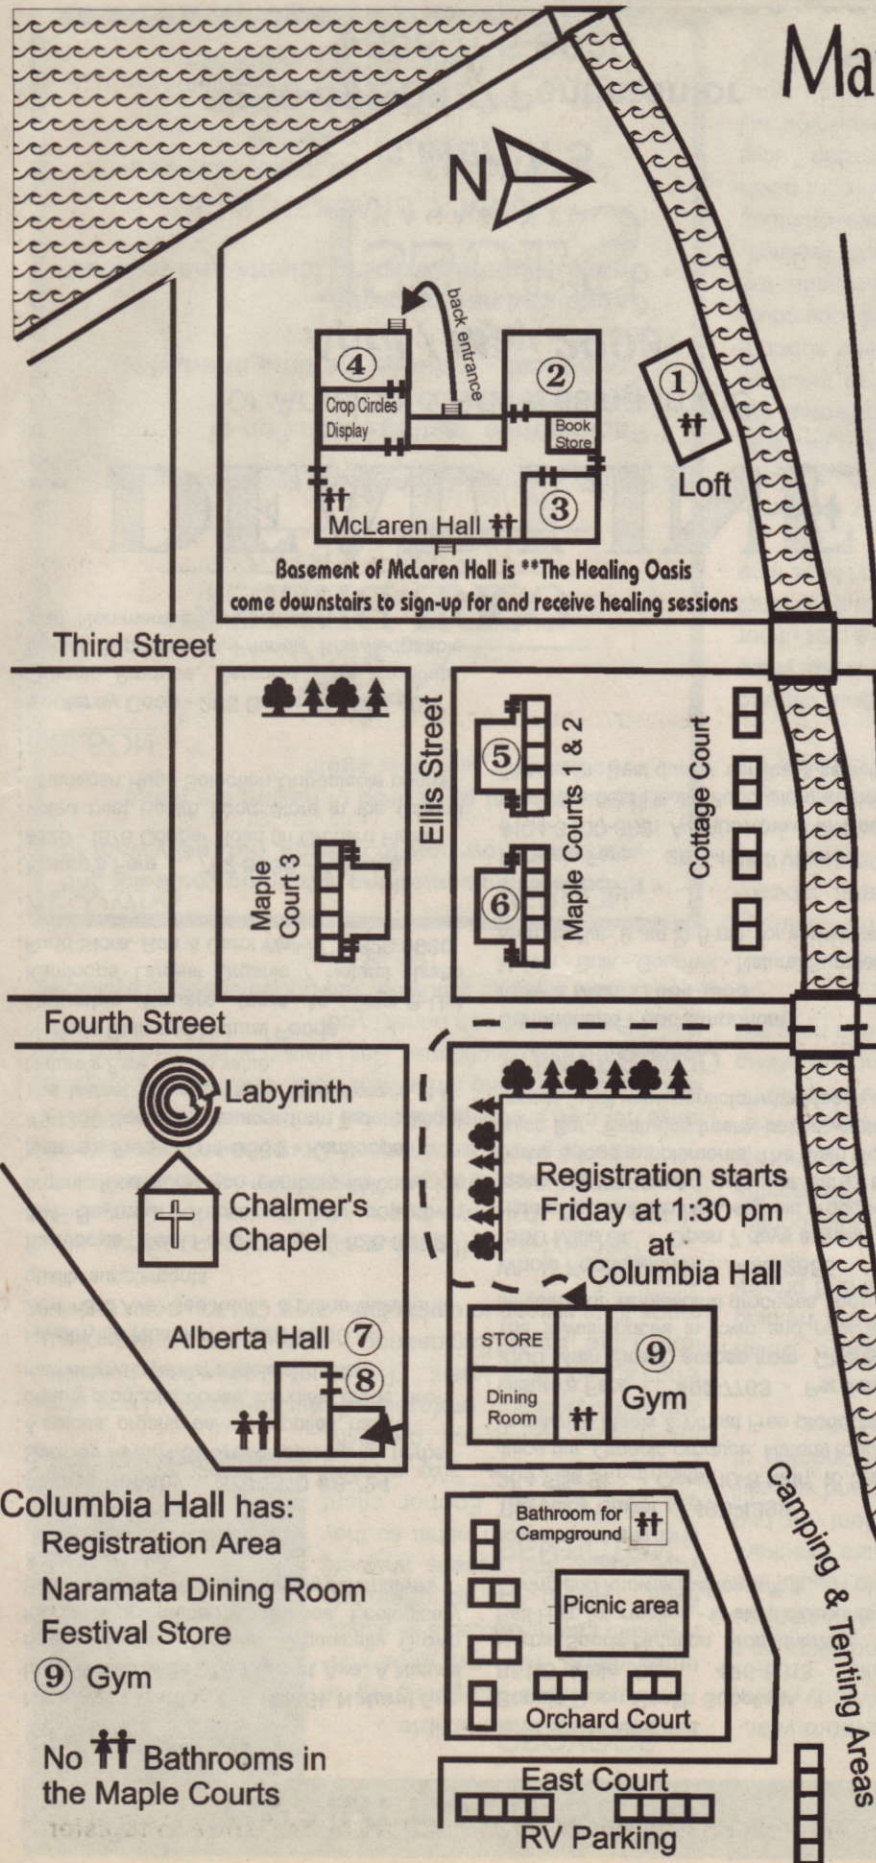 Ma
N
back entrance
4
2
1
Crop Circles
Display
Book
Store
3
Loft
McLaren Hall
Basement of McLaren Hall is **The Healing Oasis
come downstairs to sign-up for and receive healing sessions
Third Street
Ellis Street
5
Maple Courts 1 & 2
Cottage Court
Maple
Court 3
6
Fourth Street
Labyrinth
Chalmer's
Chapel
Registration starts
Friday at 1:30 pm
at
Columbia Hall
Alberta Hall 7
8
STORE
9
Dining
Room
Gym
Columbia Hall has:
Registration Area
Naramata Dining Room
Festival Store
9 Gym
No Bathrooms in
the Maple Courts
Bathroom for
Campground
Picnic area
Orchard Court
Camping & Tenting Areas
East Court
RV Parking